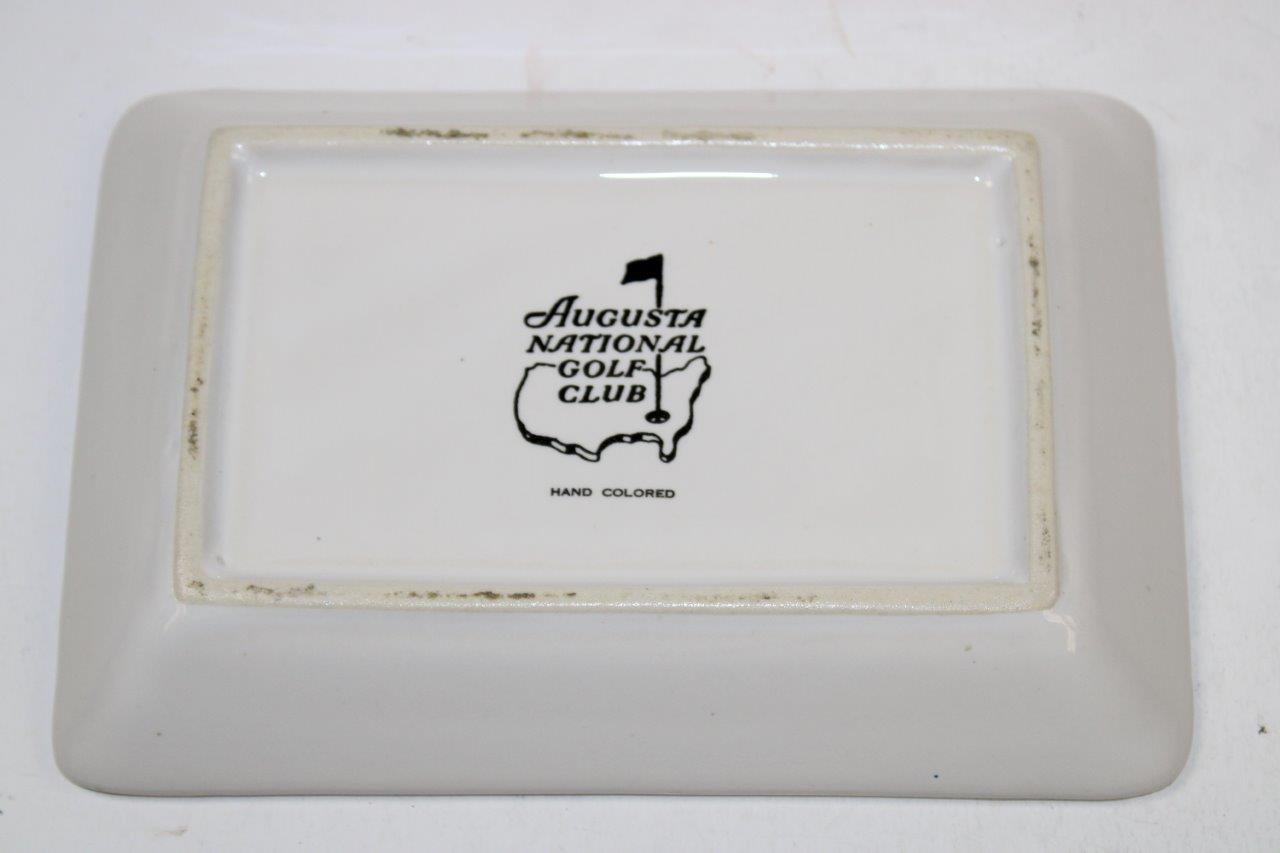 Augusta
National
Golf
Club
HAND COLORED